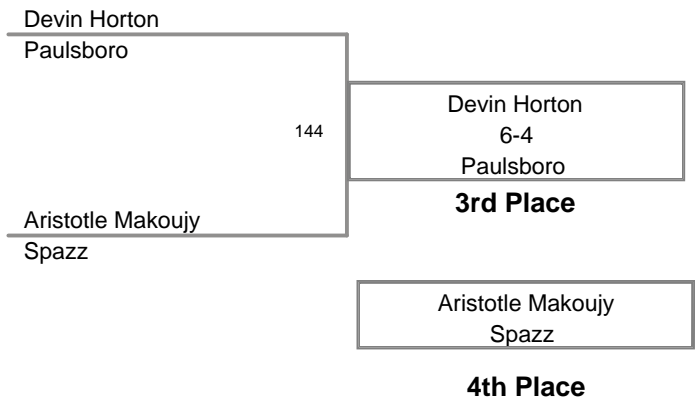 Devin Horton
Paulsboro
144
Devin Horton
6-4
Paulsboro
3rd Place
Aristotle Makoujy
Spazz
Aristotle Makoujy
Spazz
4th Place